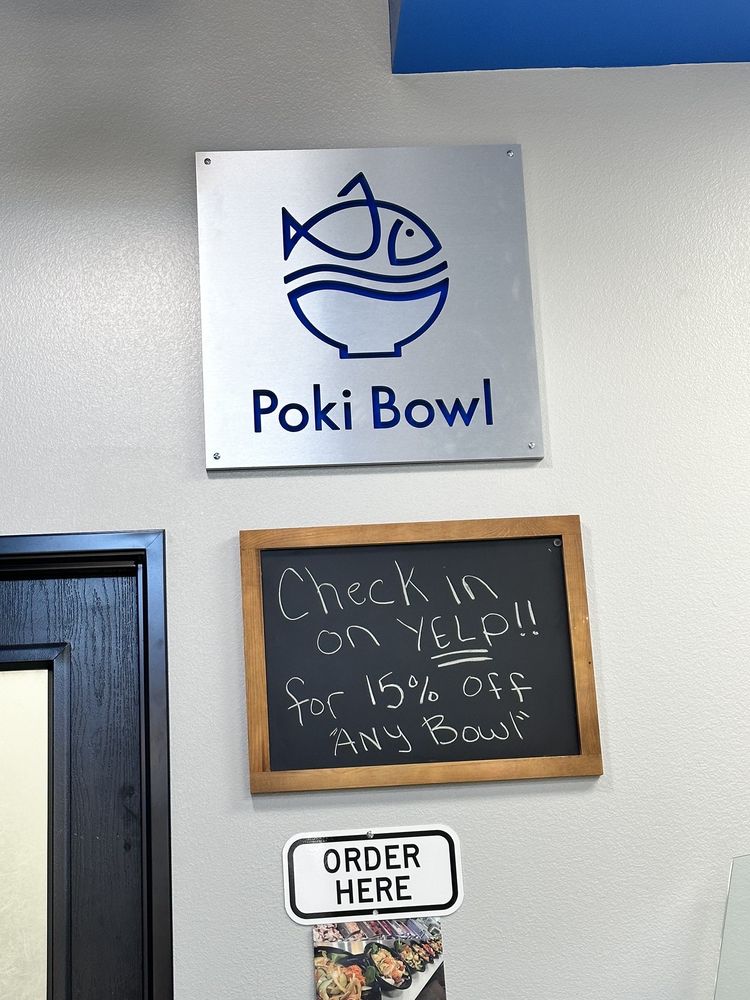 Poki Bowl
Check in
on YELP!!
for 15% off
"ANY Bowl"
ORDER
HERE